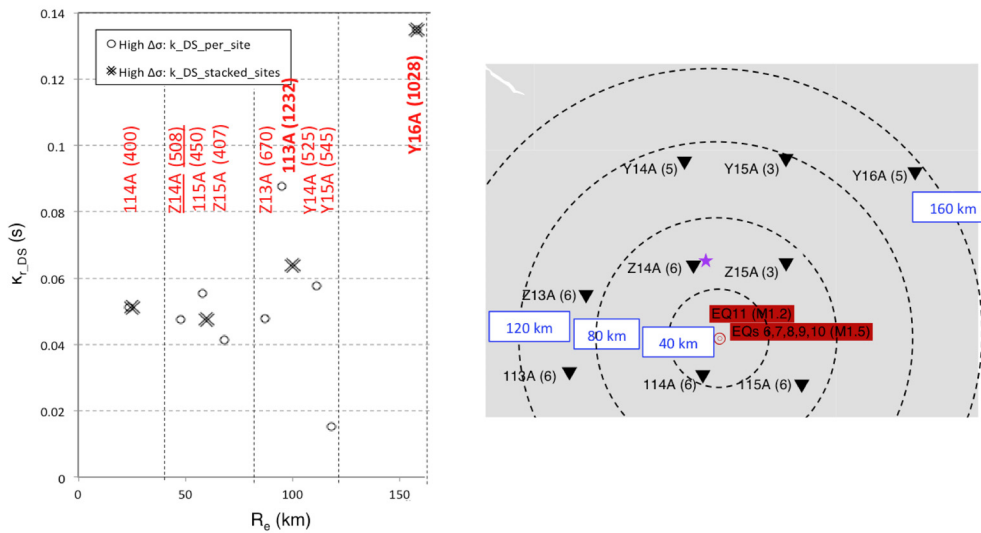 0.14
0.12
0.1
0.08
0.06
0.04
0.02
0
0
50
100
150
κr_DS (s)
Re (km)
High Δσ: k_DS_per_site
High Δσ: k_DS_stacked_sites
114A (400)
Z14A (508)
115A (450)
Z15A (407)
Z13A (670)
113A (1232)
Y14A (525)
Y15A (545)
Y16A (1028)
Y14A (5)
Y15A (3)
Y16A (5)
160 km
Z14A (6)
Z15A (3)
Z13A (6)
EQ11 (M1.2)
120 km
80 km
40 km
EQs 6,7,8,9,10 (M1.5)
113A (6)
114A (6)
115A (6)